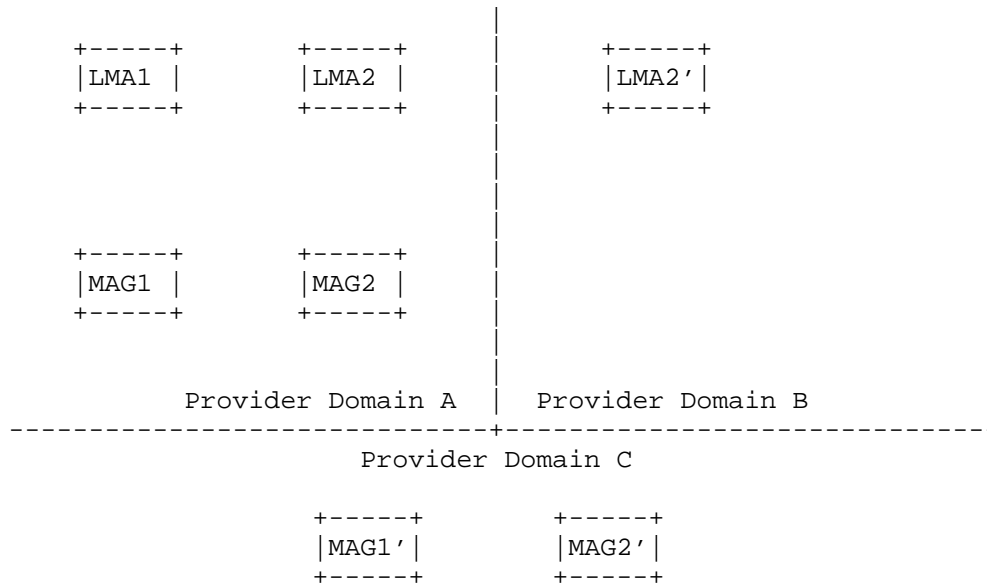 LMA1 LMA2 LMA2'
MAG1 MAG2
Provider Domain A Provider Domain B
Provider Domain C
MAG1' MAG2'